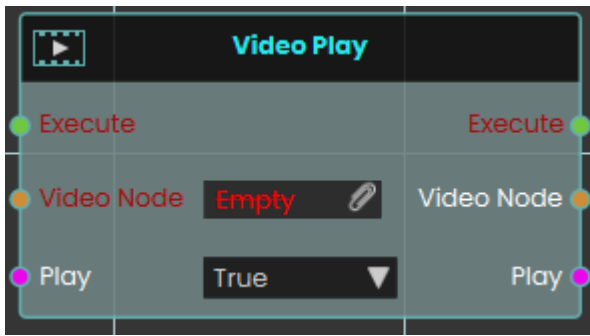 Video Play
Execute Execute
Video Node Empty Video Node
Play True Play